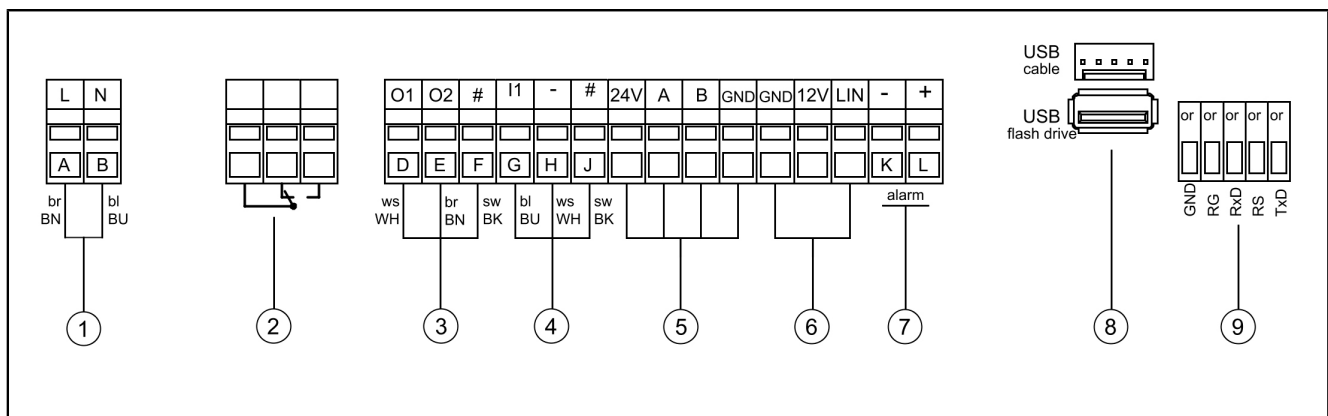 L N
A B
br BN
bl BU
1
2
O1 O2 # I1 - # 24V A B GND GND 12V LIN - +
D E F G H J K L
ws WH
br BN
sw BK
bl BU
ws WH
sw BK
alarm
3
4
5
6
7
USB
cable
USB
flash drive
8
or or or or or
GND
RG
RxD
RS
TxD
9